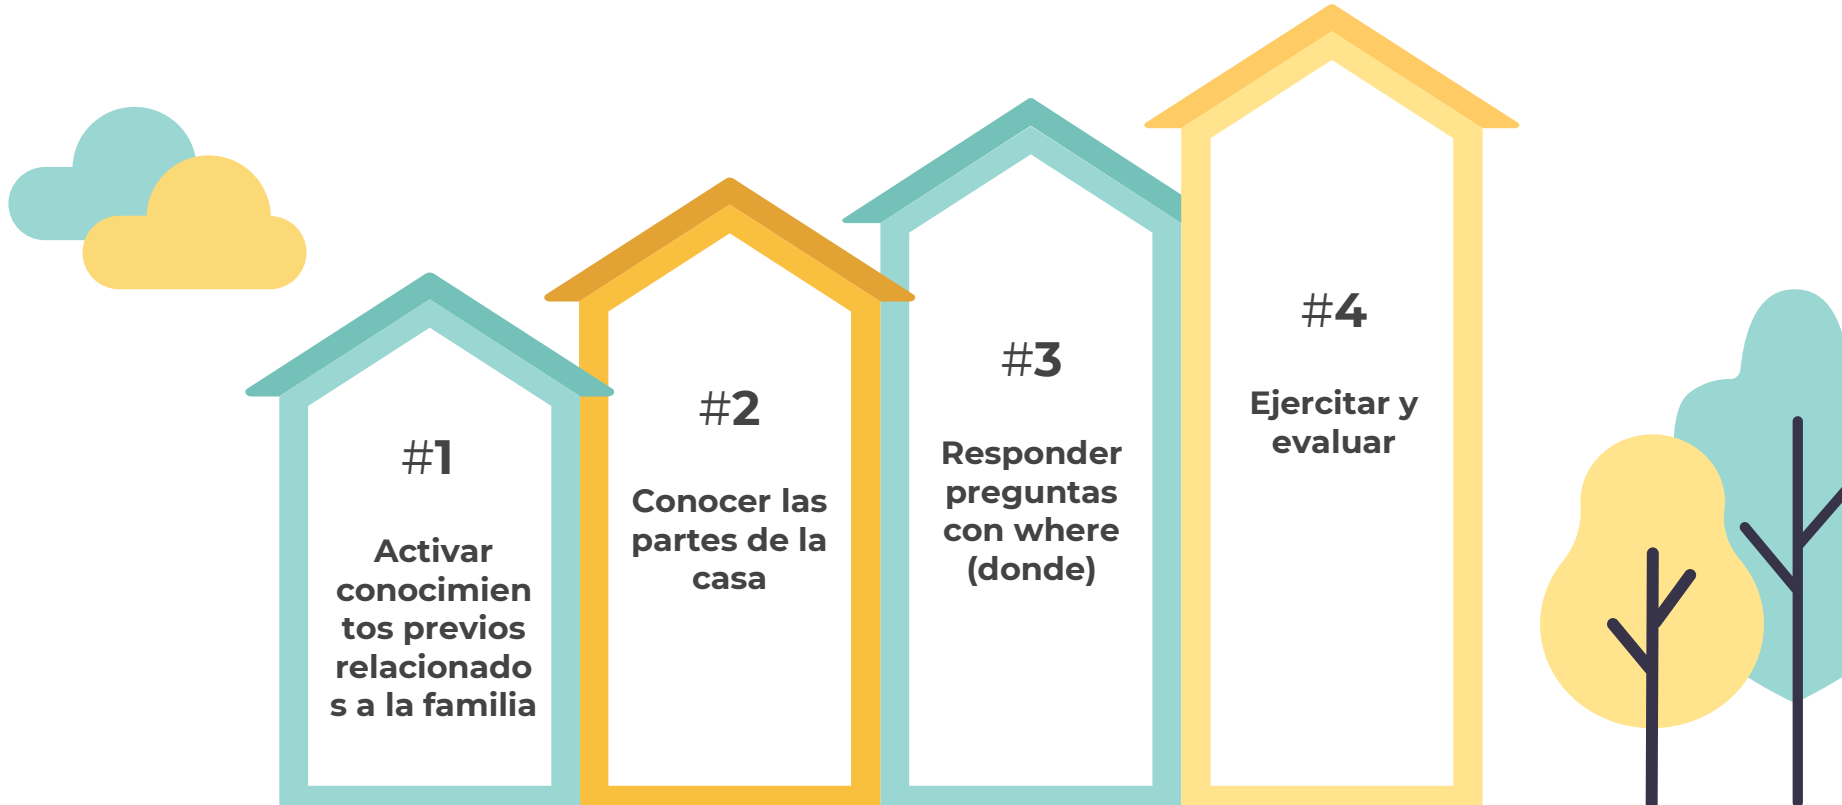 #1
Activar
conocimien
tos previos
relacionado
s a la familia
#2
Conocer las
partes de la
casa
#3
Responder
preguntas
con where
(donde)
#4
Ejercitar y
evaluar